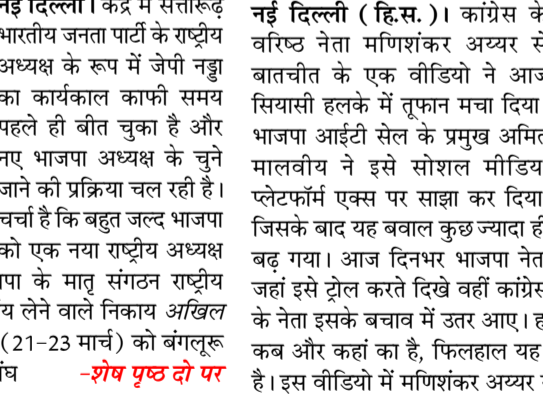 नई दिल्ली। केंद्र में सत्तारूढ़
भारतीय जनता पार्टी के राष्ट्रीय
अध्यक्ष के रूप में जेपी नड्डा
का कार्यकाल काफी समय
पहले ही बीत चुका है और
नए भाजपा अध्यक्ष के चुने
जाने की प्रक्रिया चल रही है।
चर्चा है कि बहुत जल्द भाजपा
को एक नया राष्ट्रीय अध्यक्ष
के मातृ संगठन राष्ट्रीय
लेने वाले निकाय अखिल
(21-23 मार्च) को बंगलूरू
-शेष पृष्ठ दो पर
नई दिल्ली (हि.स.)। कांग्रेस के
वरिष्ठ नेता मणिशंकर अय्यर से
बातचीत के एक वीडियो ने आज
सियासी हलके में तूफान मचा दिया
भाजपा आईटी सेल के प्रमुख अमित
मालवीय ने इसे सोशल
प्लेटफॉर्म एक्स पर साझा कर दिया
जिसके बाद यह बवाल कुछ ज्यादा ही
बढ़ गया। आज दिनभर भाजपा
जहां इसे ट्रोल करते दिखे वहीं कांग्रेस
के नेता इसके बचाव में उतर आए।
कब और कहां का है, फिलहाल यह
है। इस वीडियो में मणिशंकर अय्यर